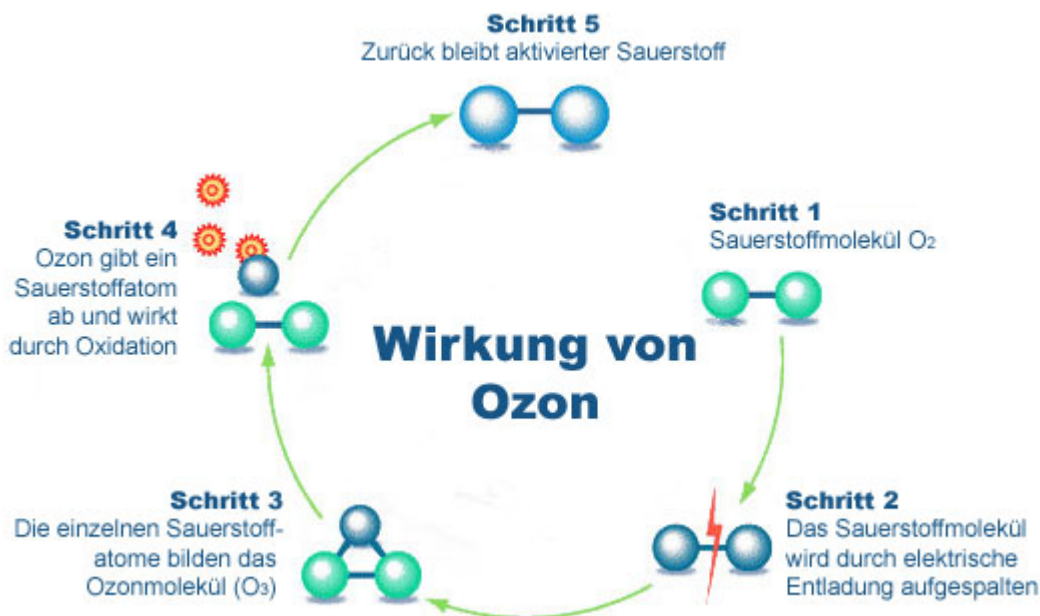 Schritt 5
Zurück bleibt aktivierter Sauerstoff
Schritt 1
Sauerstoffmolekül O₂
Schritt 4
Ozon gibt ein
Sauerstoffatom
ab und wirkt
durch Oxidation
Wirkung von
Ozon
Schritt 3
Die einzelnen Sauerstoff-
atome bilden das
Ozonmolekül (O₃)
Schritt 2
Das Sauerstoffmolekül
wird durch elektrische
Entladung aufgespalten